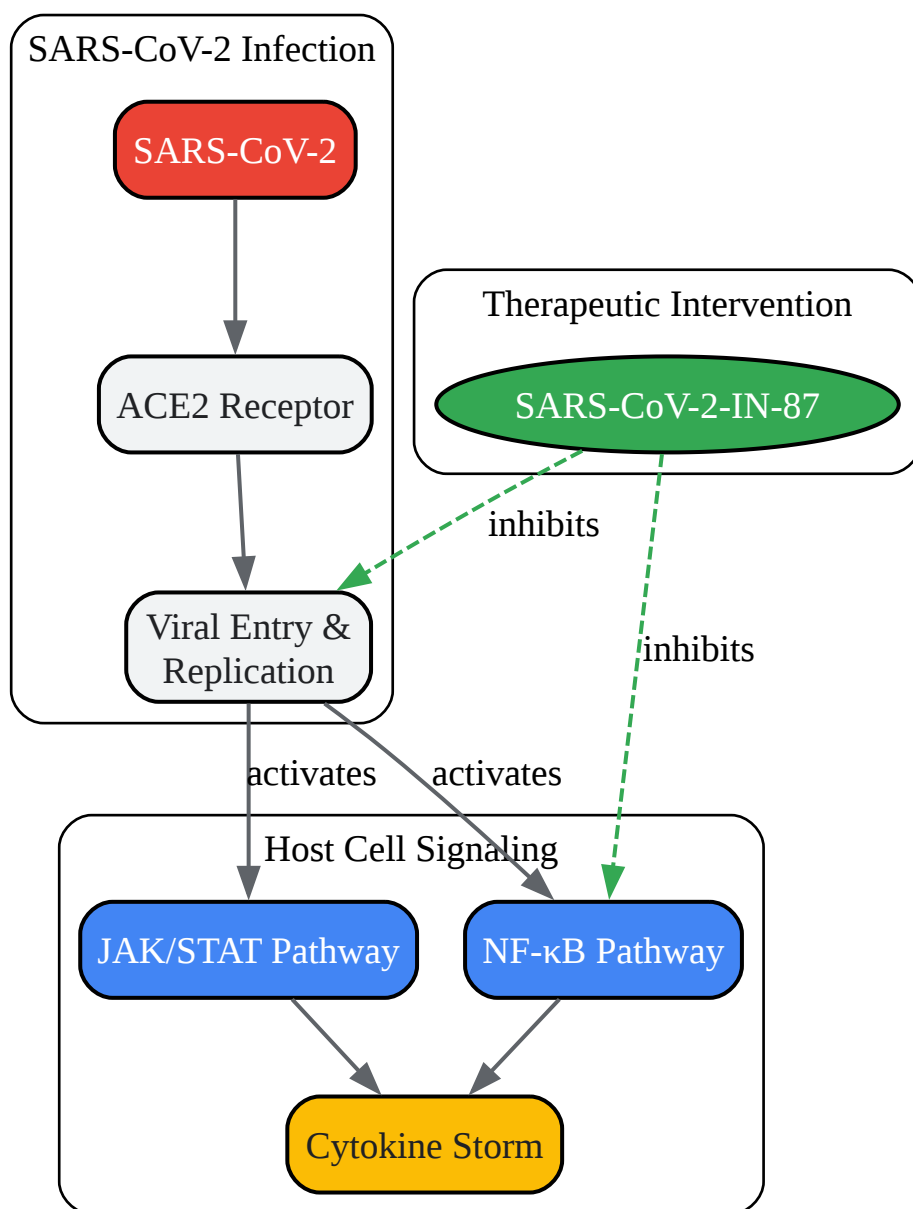 SARS-CoV-2 Infection
SARS-CoV-2
Therapeutic Intervention
ACE2 Receptor
SARS-CoV-2-IN-87
inhibits
Viral Entry &
Replication
inhibits
activates
activates
Host Cell Signaling
JAK/STAT Pathway
NF-κB Pathway
Cytokine Storm